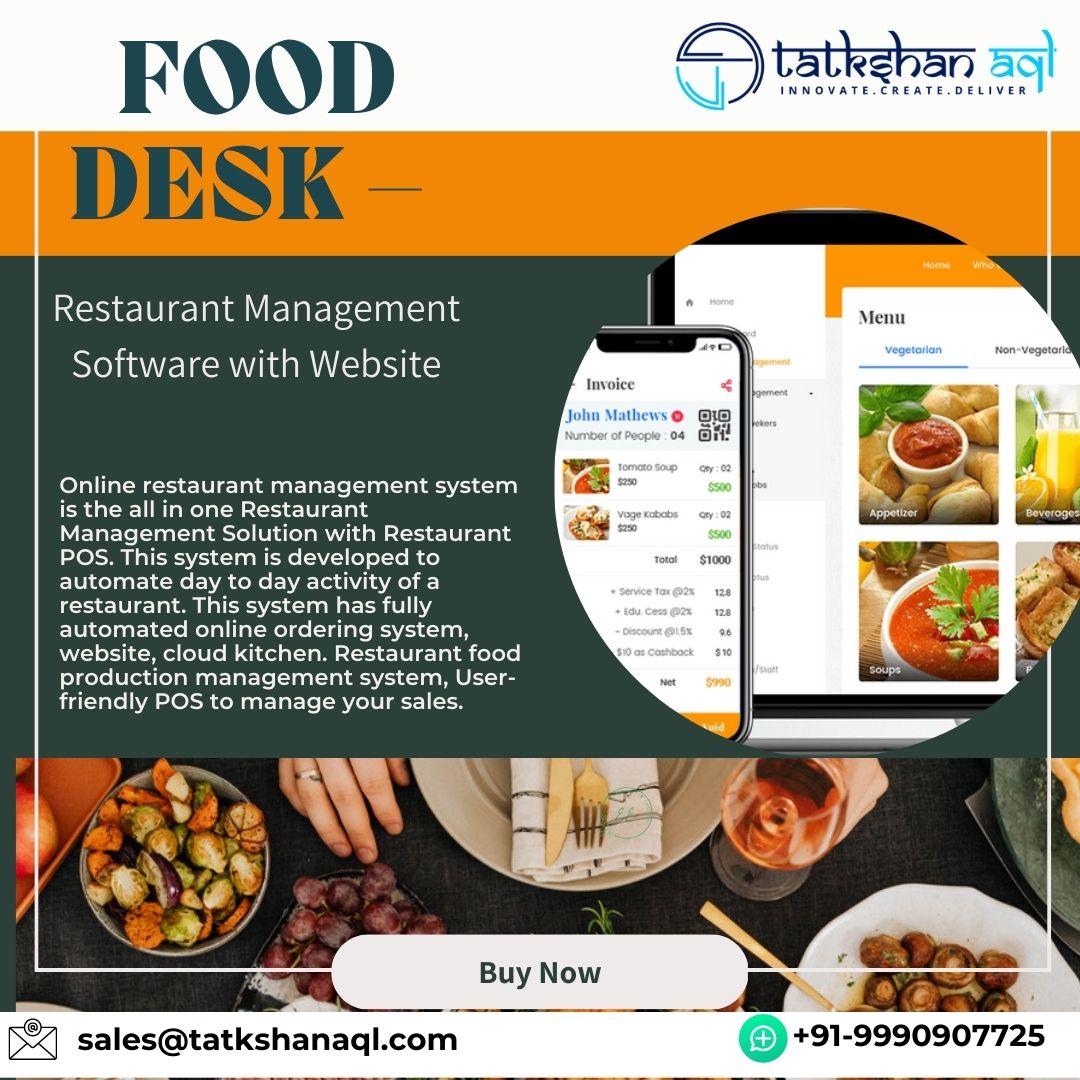 FOOD
DESK —
tatkshan aql
INNOVATE.CREATE.DELIVER
Restaurant Management
Software with Website
Online restaurant management system
is the all in one Restaurant
Management Solution with Restaurant
POS. This system is developed to
automate day to day activity of a
restaurant. This system has fully
automated online ordering system,
website, cloud kitchen. Restaurant food
production management system, User-
friendly POS to manage your sales.
Home
Home
Menu
Vegetarian
Appetizer
Beverages
Soups
Invoice
John Mathews
Number of People : 04
Tomato Soup Qty : 02
$250 $500
Vage Kababs Qty : 02
$250 $500
Total $1000
+ Service Tax @2% 12.8
+ Edu. Cess @2% 12.8
- Discount @1.5% 9.6
$10 as Cashback $10
Net $990
Void
/Staff
Buy Now
sales@tatkshanaql.com
+91-9990907725